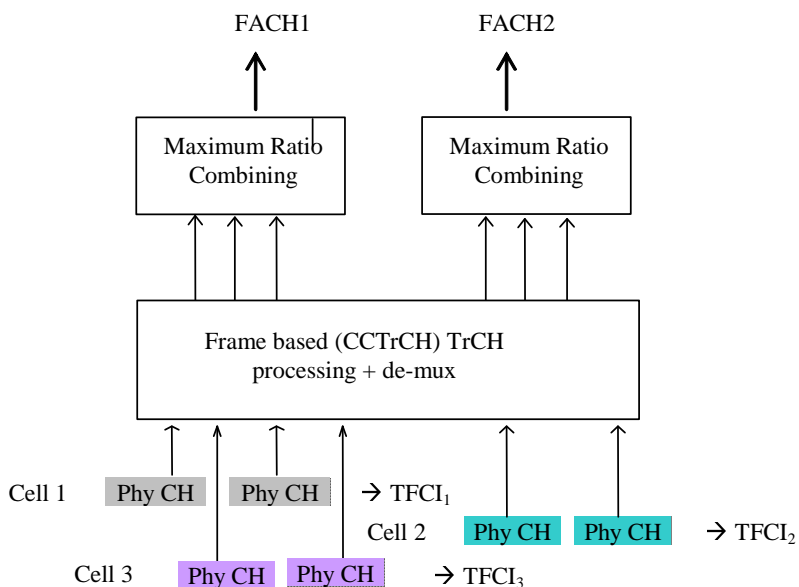 FACH1 FACH2
Maximum Ratio
Combining
Maximum Ratio
Combining
Frame based (CCTrCH) TrCH
processing + de-mux
Cell 1 Phy CH Phy CH → TFCI₁
Cell 2 Phy CH Phy CH → TFCI₂
Cell 3 Phy CH Phy CH → TFCI₃